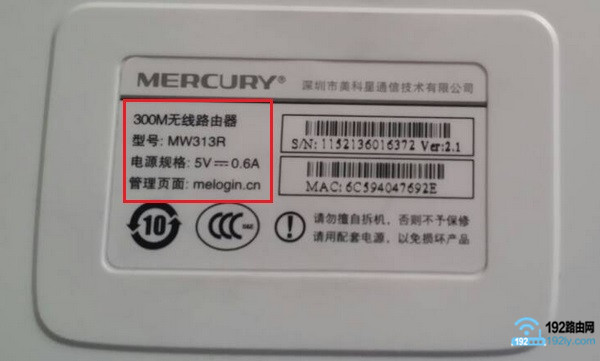 MERCURY® 深圳市美科星通信技术有限公司
300M无线路由器
型号: MW313R
电源规格: 5V⎓0.6A
管理页面: melogin.cn
S/N: 1152136016372 Ver:2.1
MAC: 6C594047692E
10
CCC
请勿擅自拆机，否则不予保修
请用配套电源，以免损坏产品
192路由网
192ly.com
192